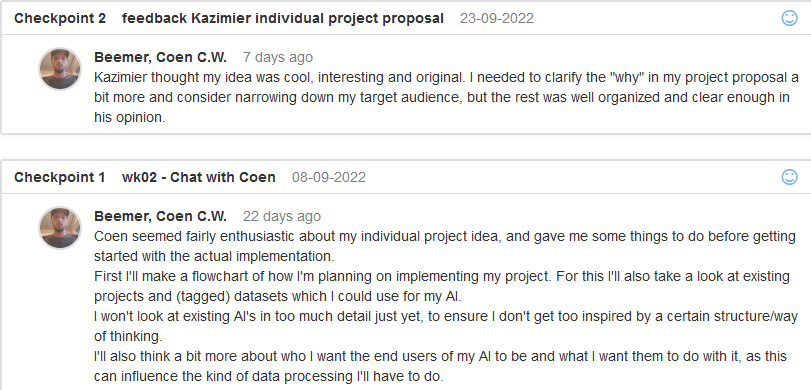 Checkpoint 2 feedback Kazimier individual project proposal 23-09-2022
Beemer, Coen C.W. 7 days ago
Kazimier thought my idea was cool, interesting and original. I needed to clarify the "why" in my project proposal a
bit more and consider narrowing down my target audience, but the rest was well organized and clear enough in
his opinion.
Checkpoint 1 wk02 - Chat with Coen 08-09-2022
Beemer, Coen C.W. 22 days ago
Coen seemed fairly enthusiastic about my individual project idea, and gave me some things to do before getting
started with the actual implementation.
First I'll make a flowchart of how I'm planning on implementing my project. For this I'll also take a look at existing
projects and (tagged) datasets which I could use for my AI.
I won't look at existing AI's in too much detail just yet, to ensure I don't get too inspired by a certain structure/way
of thinking.
I'll also think a bit more about who I want the end users of my AI to be and what I want them to do with it, as this
can influence the kind of data processing I'll have to do.